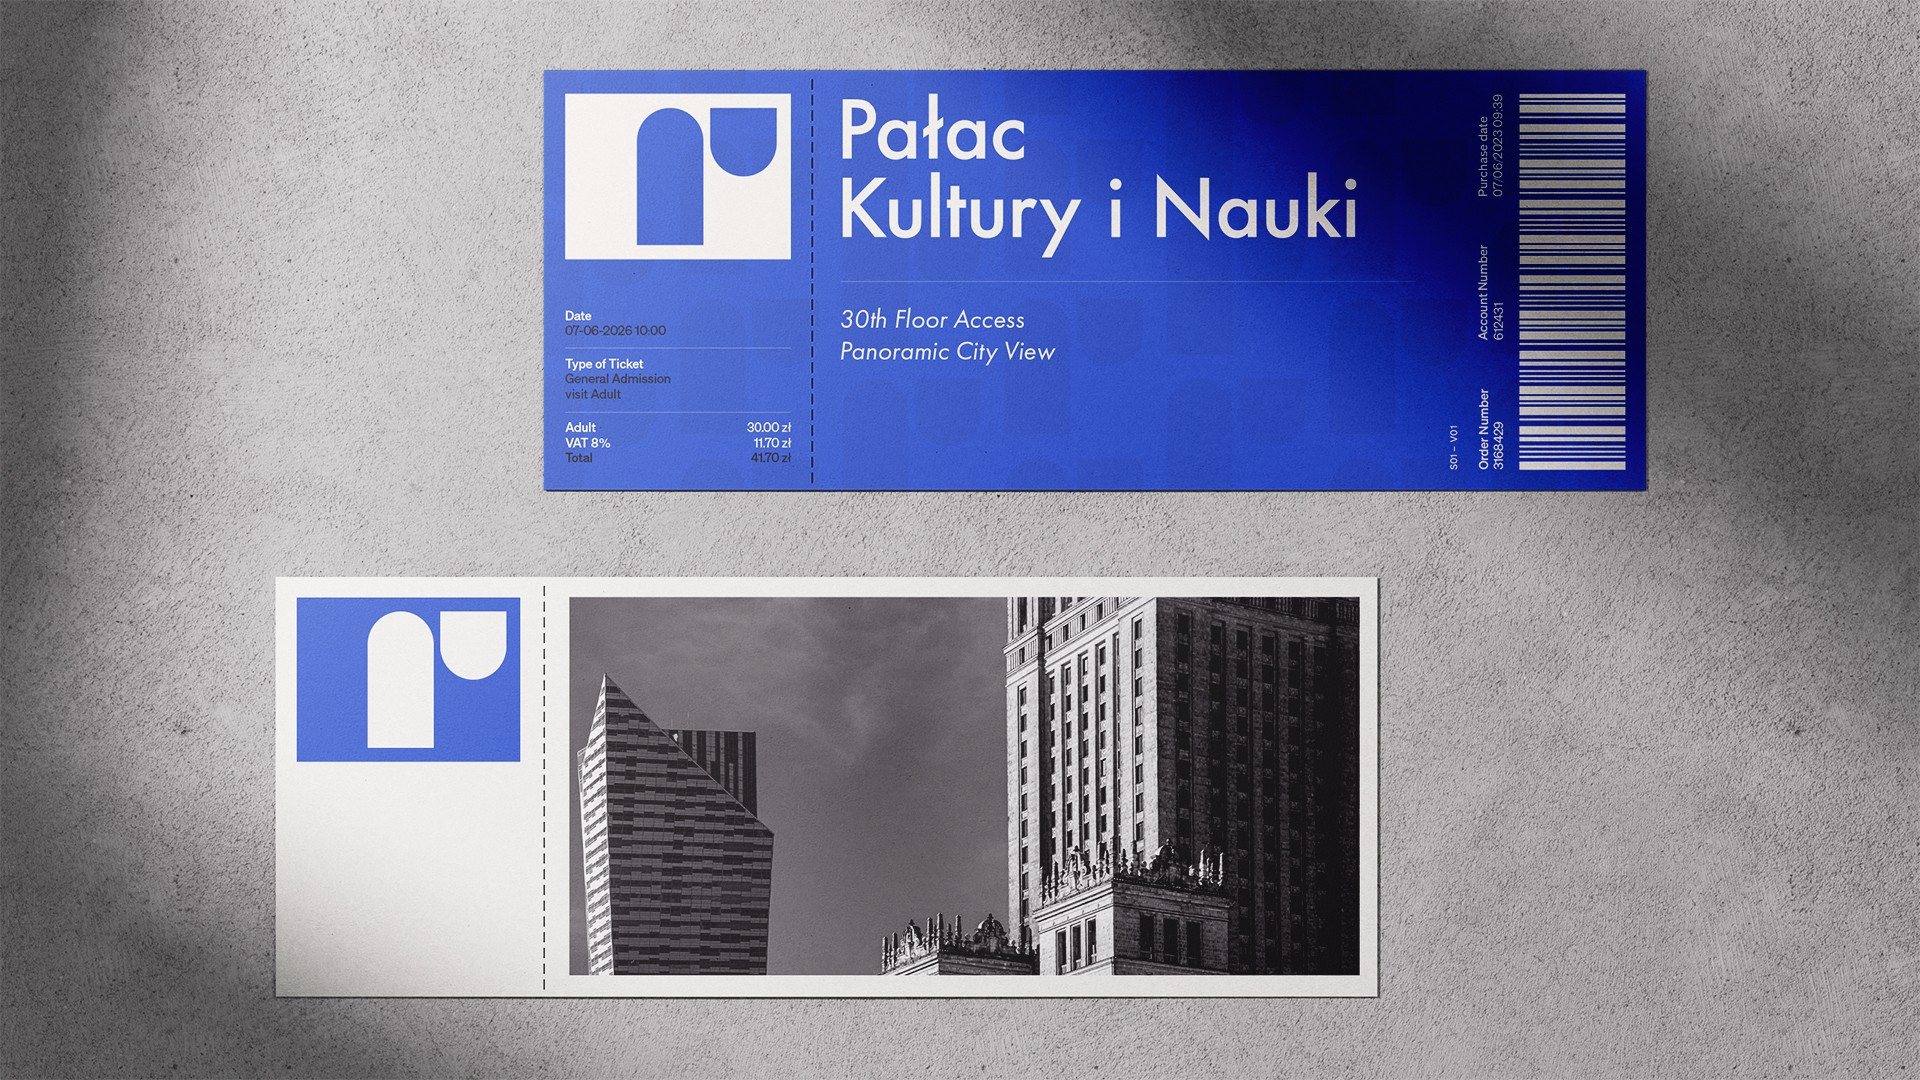 Pałac
Kultury i Nauki
30th Floor Access
Panoramic City View
Date
07-06-2026 10:00
Type of Ticket
General Admission
visit Adult
Adult 30.00 zł
VAT 8% 11.70 zł
Total 41.70 zł
S01 – V01
Order Number
3168429
Account Number
612431
Purchase date
07/06/2023 09:39